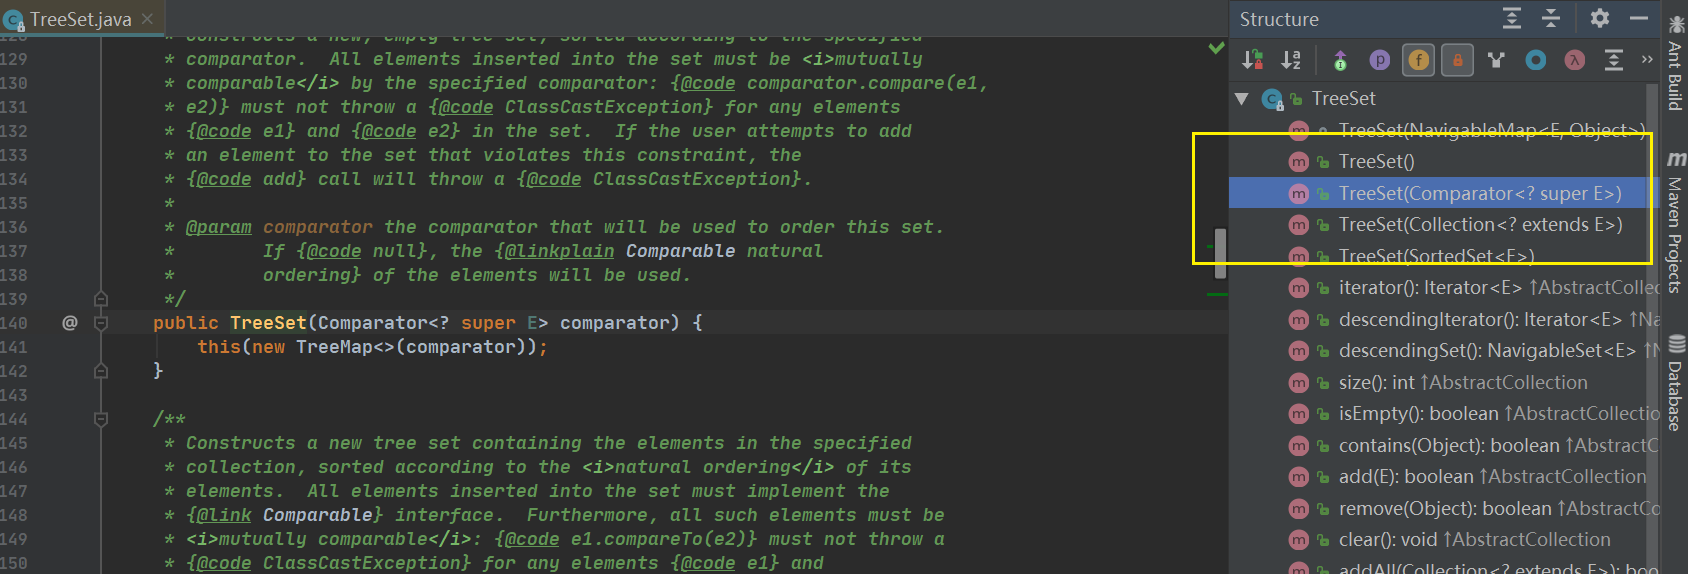 TreeSet.java
128 * Constructs a new, empty tree set, sorted according to the specified
129 * comparator.  All elements inserted into the set must be <i>mutually
130 * comparable</i> by the specified comparator: {@code comparator.compare(e1,
131 * e2)} must not throw a {@code ClassCastException} for any elements
132 * {@code e1} and {@code e2} in the set.  If the user attempts to add
133 * an element to the set that violates this constraint, the
134 * {@code add} call will throw a {@code ClassCastException}.
135 *
136 * @param comparator the comparator that will be used to order this set.
137 *        If {@code null}, the {@linkplain Comparable natural
138 *        ordering} of the elements will be used.
139 */
140 @ public TreeSet(Comparator<? super E> comparator) {
141 this(new TreeMap<>(comparator));
142 }
143
144 /**
145 * Constructs a new tree set containing the elements in the specified
146 * collection, sorted according to the <i>natural ordering</i> of its
147 * elements.  All elements inserted into the set must implement the
148 * {@link Comparable} interface.  Furthermore, all such elements must be
149 * <i>mutually comparable</i>: {@code e1.compareTo(e2)} must not throw a
150 * {@code ClassCastException} for any elements {@code e1} and
Structure
TreeSet
TreeSet(NavigableMap<E, Object>)
TreeSet()
TreeSet(Comparator<? super E>)
TreeSet(Collection<? extends E>)
TreeSet(SortedSet<E>)
iterator(): Iterator<E> ↑AbstractCollec
descendingIterator(): Iterator<E> ↑Na
descendingSet(): NavigableSet<E> ↑N
size(): int ↑AbstractCollection
isEmpty(): boolean ↑AbstractCollectio
contains(Object): boolean ↑AbstractC
add(E): boolean ↑AbstractCollection
remove(Object): boolean ↑AbstractCo
clear(): void ↑AbstractCollection
addAll(Collection<? extends E>): boo
Ant Build
m Maven Projects
Database